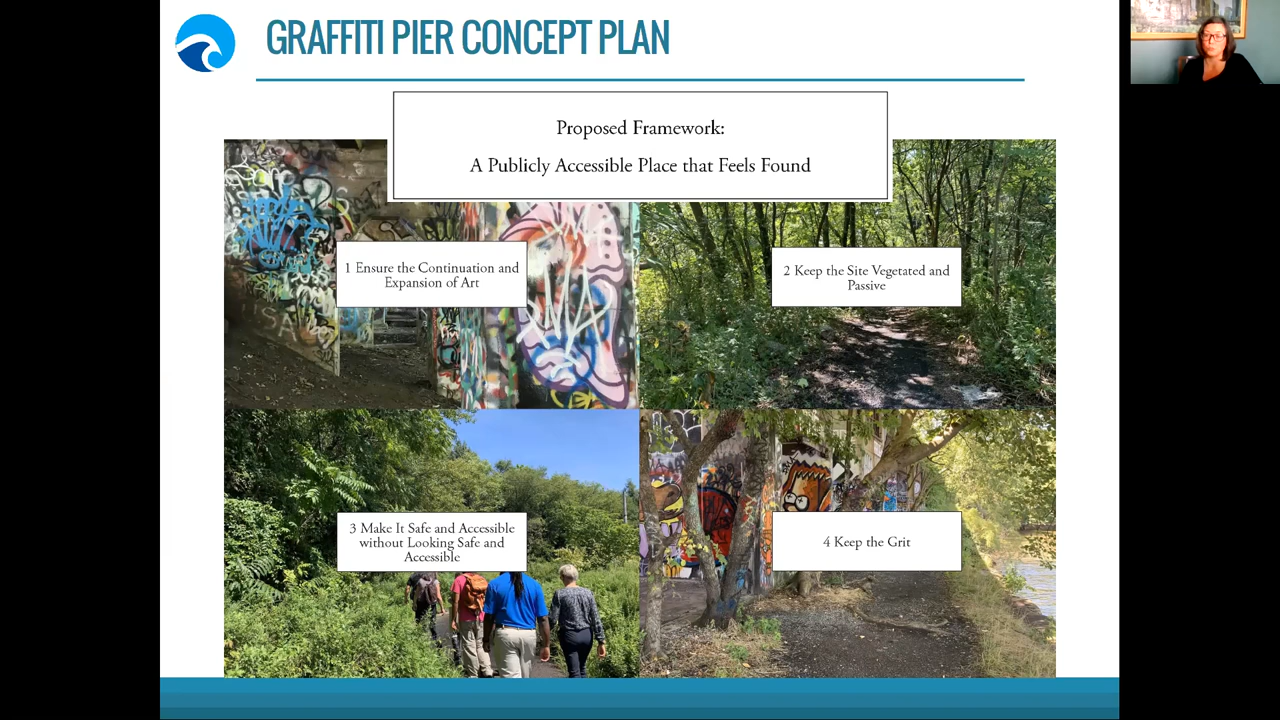 GRAFFITI PIER CONCEPT PLAN
Proposed Framework:
A Publicly Accessible Place that Feels Found
1 Ensure the Continuation and
Expansion of Art
2 Keep the Site Vegetated and
Passive
3 Make It Safe and Accessible
without Looking Safe and
Accessible
4 Keep the Grit